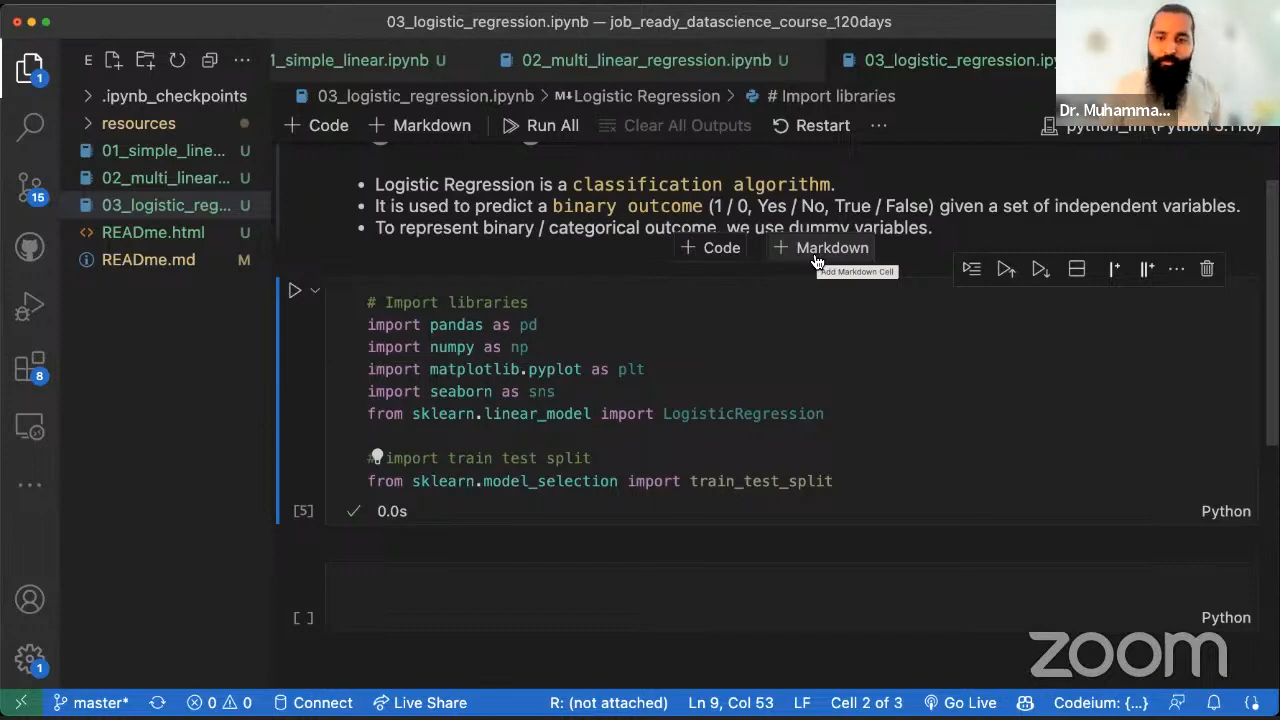 03_logistic_regression.ipynb — job_ready_datascience_course_120days
1
E
1_simple_linear.ipynb U
02_multi_linear_regression.ipynb U
03_logistic_regression.ip
.ipynb_checkpoints
resources
01_simple_line... U
02_multi_linear... U
03_logistic_reg... U
READme.html U
READme.md M
15
8
1
03_logistic_regression.ipynb > M↓Logistic Regression > # Import libraries
+ Code + Markdown Run All Clear All Outputs Restart ...
python_ml (Python 3.11.0)
Dr. Muhamma...
• Logistic Regression is a classification algorithm.
• It is used to predict a binary outcome (1 / 0, Yes / No, True / False) given a set of independent variables.
• To represent binary / categorical outcome, we use dummy variables.
+ Code + Markdown
Add Markdown Cell
# Import libraries
import pandas as pd
import numpy as np
import matplotlib.pyplot as plt
import seaborn as sns
from sklearn.linear_model import LogisticRegression
# import train test split
from sklearn.model_selection import train_test_split
[5] 0.0s Python
[ ] Python
zoom
master* 0 0 Connect Live Share R: (not attached) Ln 9, Col 53 LF Cell 2 of 3 Go Live Codeium: {...}